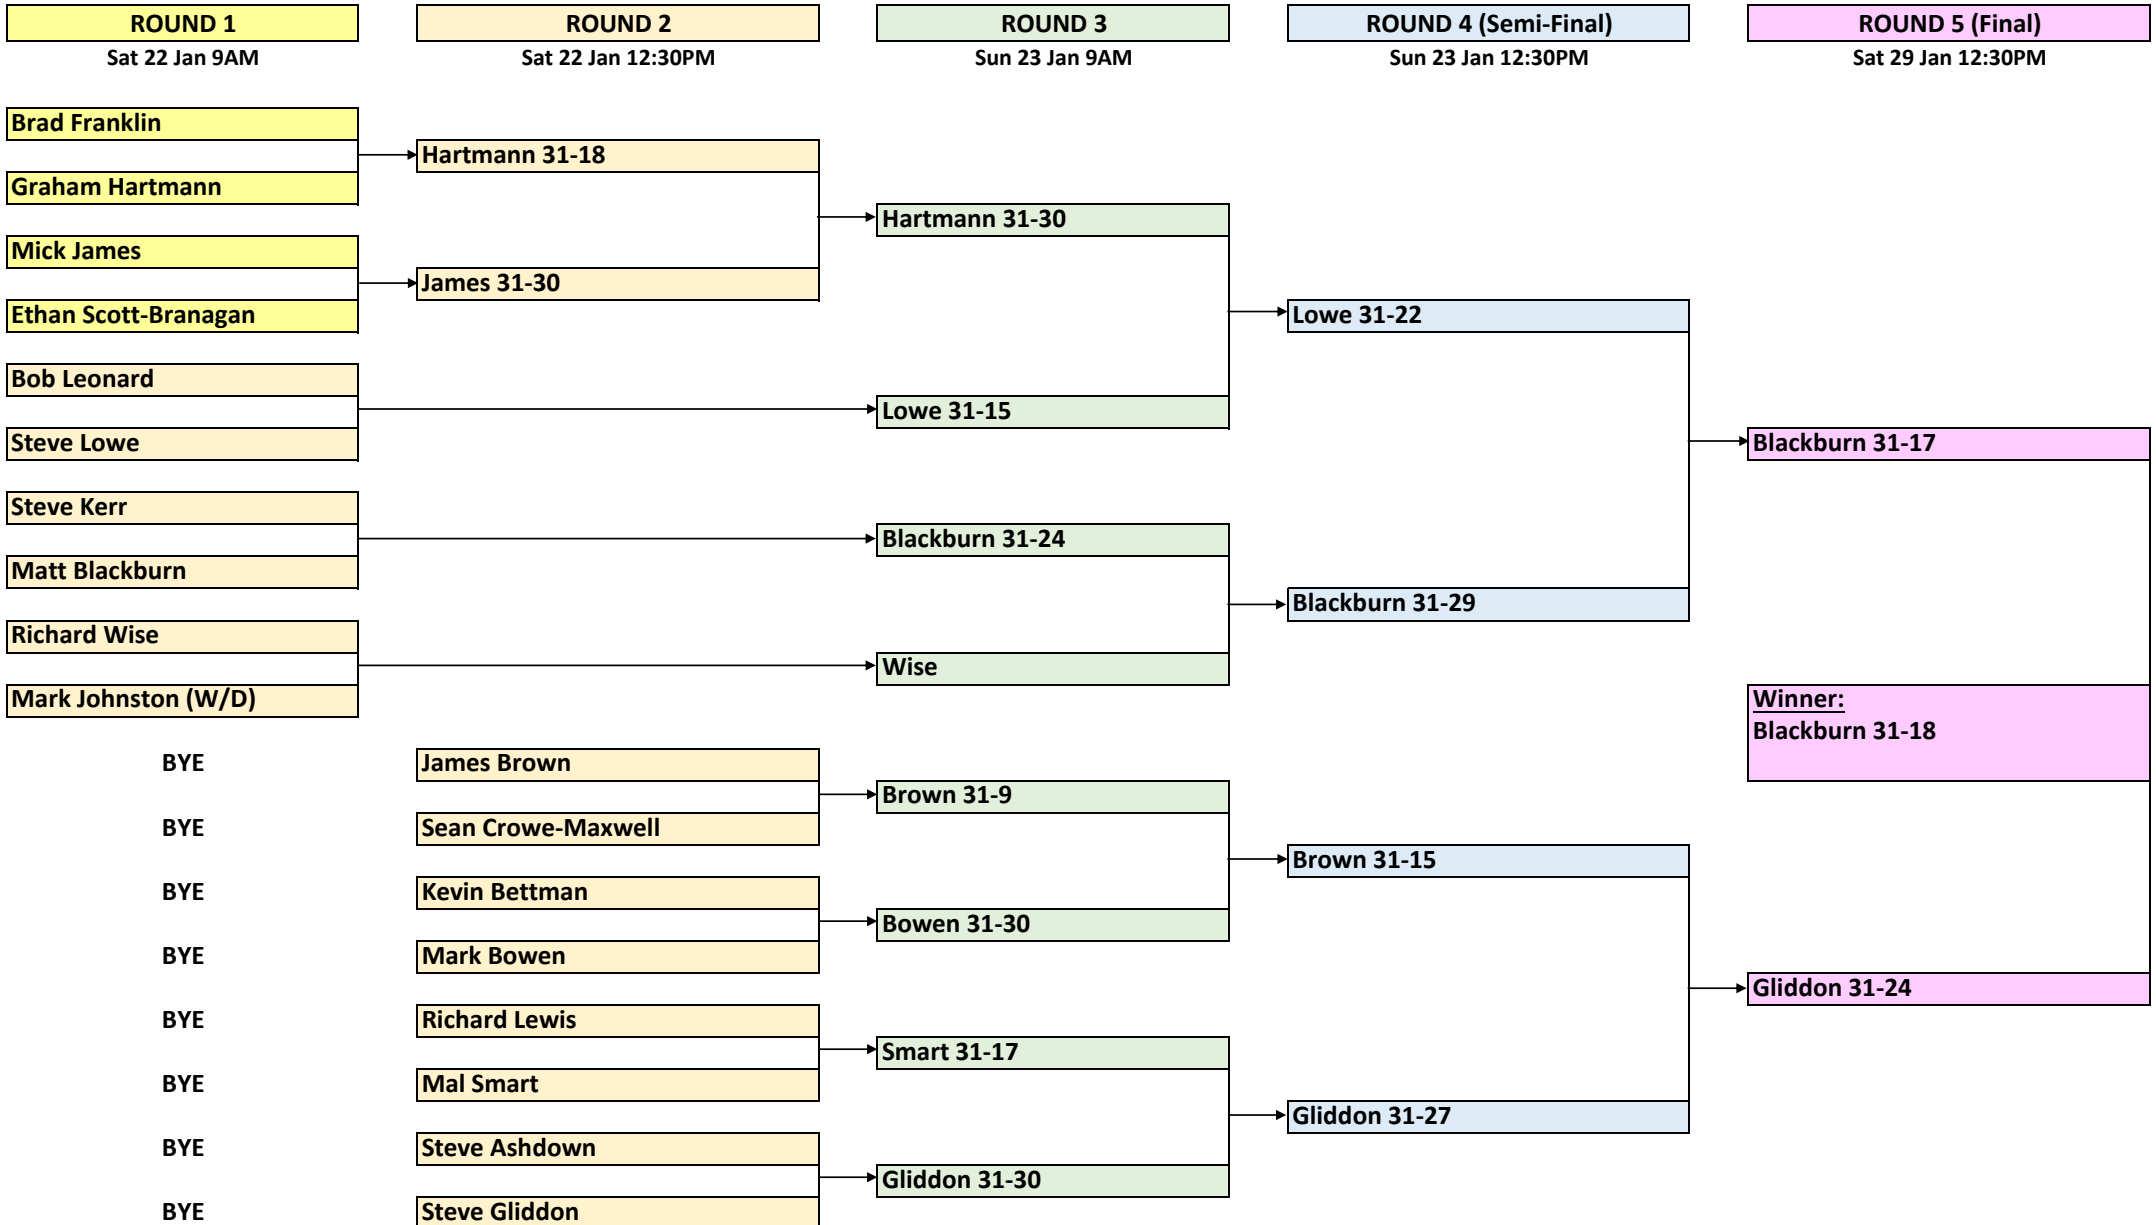 ROUND 1
Sat 22 Jan 9AM
ROUND 2
Sat 22 Jan 12:30PM
ROUND 3
Sun 23 Jan 9AM
ROUND 4 (Semi-Final)
Sun 23 Jan 12:30PM
ROUND 5 (Final)
Sat 29 Jan 12:30PM
Brad Franklin
Graham Hartmann
Mick James
Ethan Scott-Branagan
Bob Leonard
Steve Lowe
Steve Kerr
Matt Blackburn
Richard Wise
Mark Johnston (W/D)
BYE
BYE
BYE
BYE
BYE
BYE
BYE
BYE
Hartmann 31-18
James 31-30
James Brown
Sean Crowe-Maxwell
Kevin Bettman
Mark Bowen
Richard Lewis
Mal Smart
Steve Ashdown
Steve Gliddon
Hartmann 31-30
Lowe 31-15
Blackburn 31-24
Wise
Brown 31-9
Bowen 31-30
Smart 31-17
Gliddon 31-30
Lowe 31-22
Blackburn 31-29
Brown 31-15
Gliddon 31-27
Blackburn 31-17
Winner:
Blackburn 31-18
Gliddon 31-24